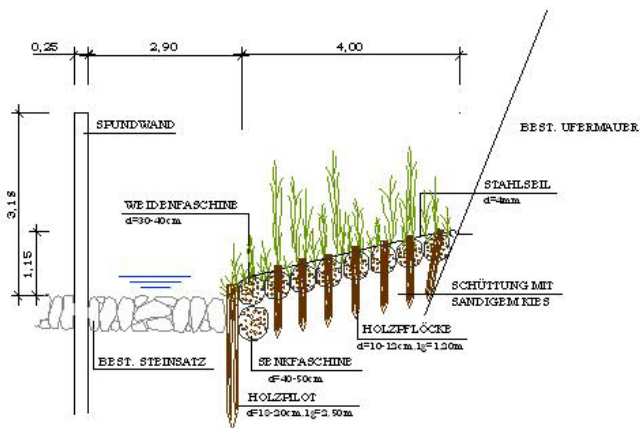 0,25
2,90
4,00
SPUNDWAND
BEST. UFERMAUER
3,18
WEIDENFASCHINE
d=30-40cm
STAHLSEIL
d=4mm
1,15
SCHÜTTUNG MIT
SANDIGEM KIES
HOLZPFLÖCKE
d=10-12cm, lg=1,20m
BEST. STEINSATZ
SENKFASCHINE
d=40-50cm
HOLZPILOT
d=18-20cm, lg=2,50m